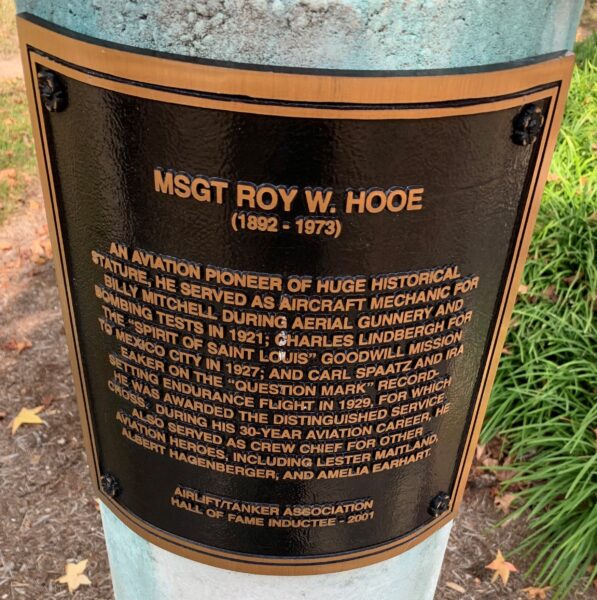 MSGT ROY W. HOOE
(1892 - 1973)
AN AVIATION PIONEER OF HUGE HISTORICAL
STATURE, HE SERVED AS AIRCRAFT MECHANIC FOR
BILLY MITCHELL DURING AERIAL GUNNERY AND
BOMBING TESTS IN 1921; CHARLES LINDBERGH FOR
THE "SPIRIT OF SAINT LOUIS" GOODWILL MISSION
TO MEXICO CITY IN 1927; AND CARL SPAATZ AND IRA
EAKER ON THE "QUESTION MARK" RECORD-
SETTING ENDURANCE FLIGHT IN 1929, FOR WHICH
HE WAS AWARDED THE DISTINGUISHED SERVICE
CROSS. DURING HIS 30-YEAR AVIATION CAREER, HE
ALSO SERVED AS CREW CHIEF FOR OTHER
AVIATION HEROES, INCLUDING LESTER MAITLAND,
ALBERT HAGENBERGER, AND AMELIA EARHART.
AIRLIFT/TANKER ASSOCIATION
HALL OF FAME INDUCTEE - 2001